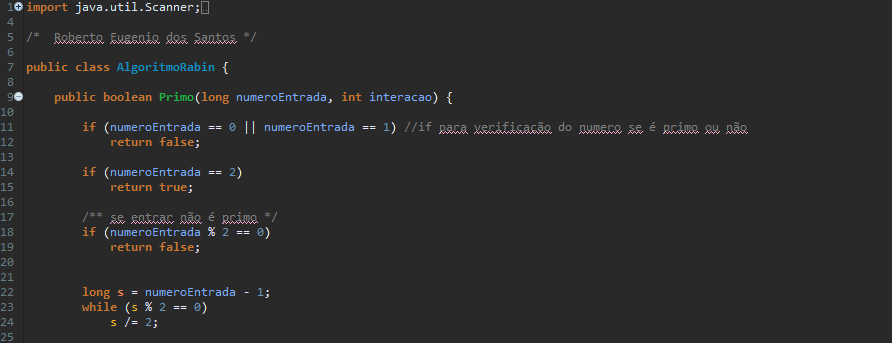 1 import java.util.Scanner;
4
5 /*  Roberto Eugenio dos Santos */
6
7 public class AlgoritmoRabin {
8
9     public boolean Primo(long numeroEntrada, int interacao) {
10
11         if (numeroEntrada == 0 || numeroEntrada == 1) //if para verificação do numero se é primo ou não
12             return false;
13
14         if (numeroEntrada == 2)
15             return true;
16
17         /** se entrar não é primo */
18         if (numeroEntrada % 2 == 0)
19             return false;
20
21
22         long s = numeroEntrada - 1;
23         while (s % 2 == 0)
24             s /= 2;
25